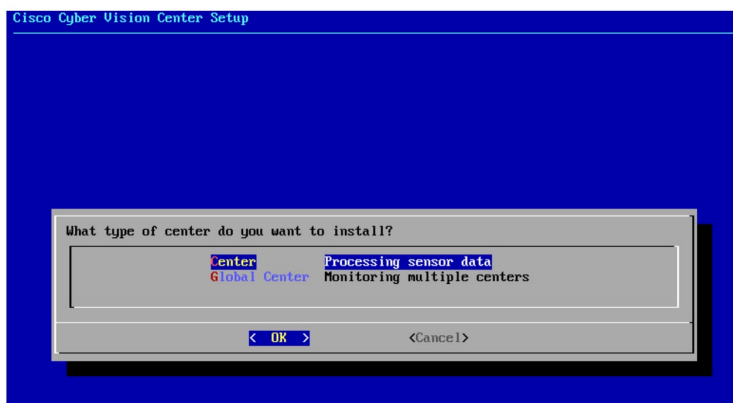 Cisco Cyber Vision Center Setup
What type of center do you want to install?
Center Processing sensor data
Global Center Monitoring multiple centers
< OK > <Cancel>